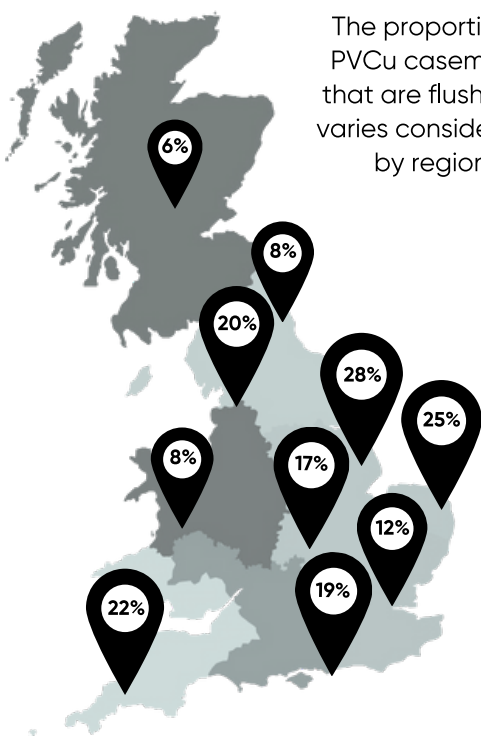 The proporti
PVCu casem
that are flush
varies conside
by region
6%
8%
20%
28%
25%
8%
17%
12%
19%
22%